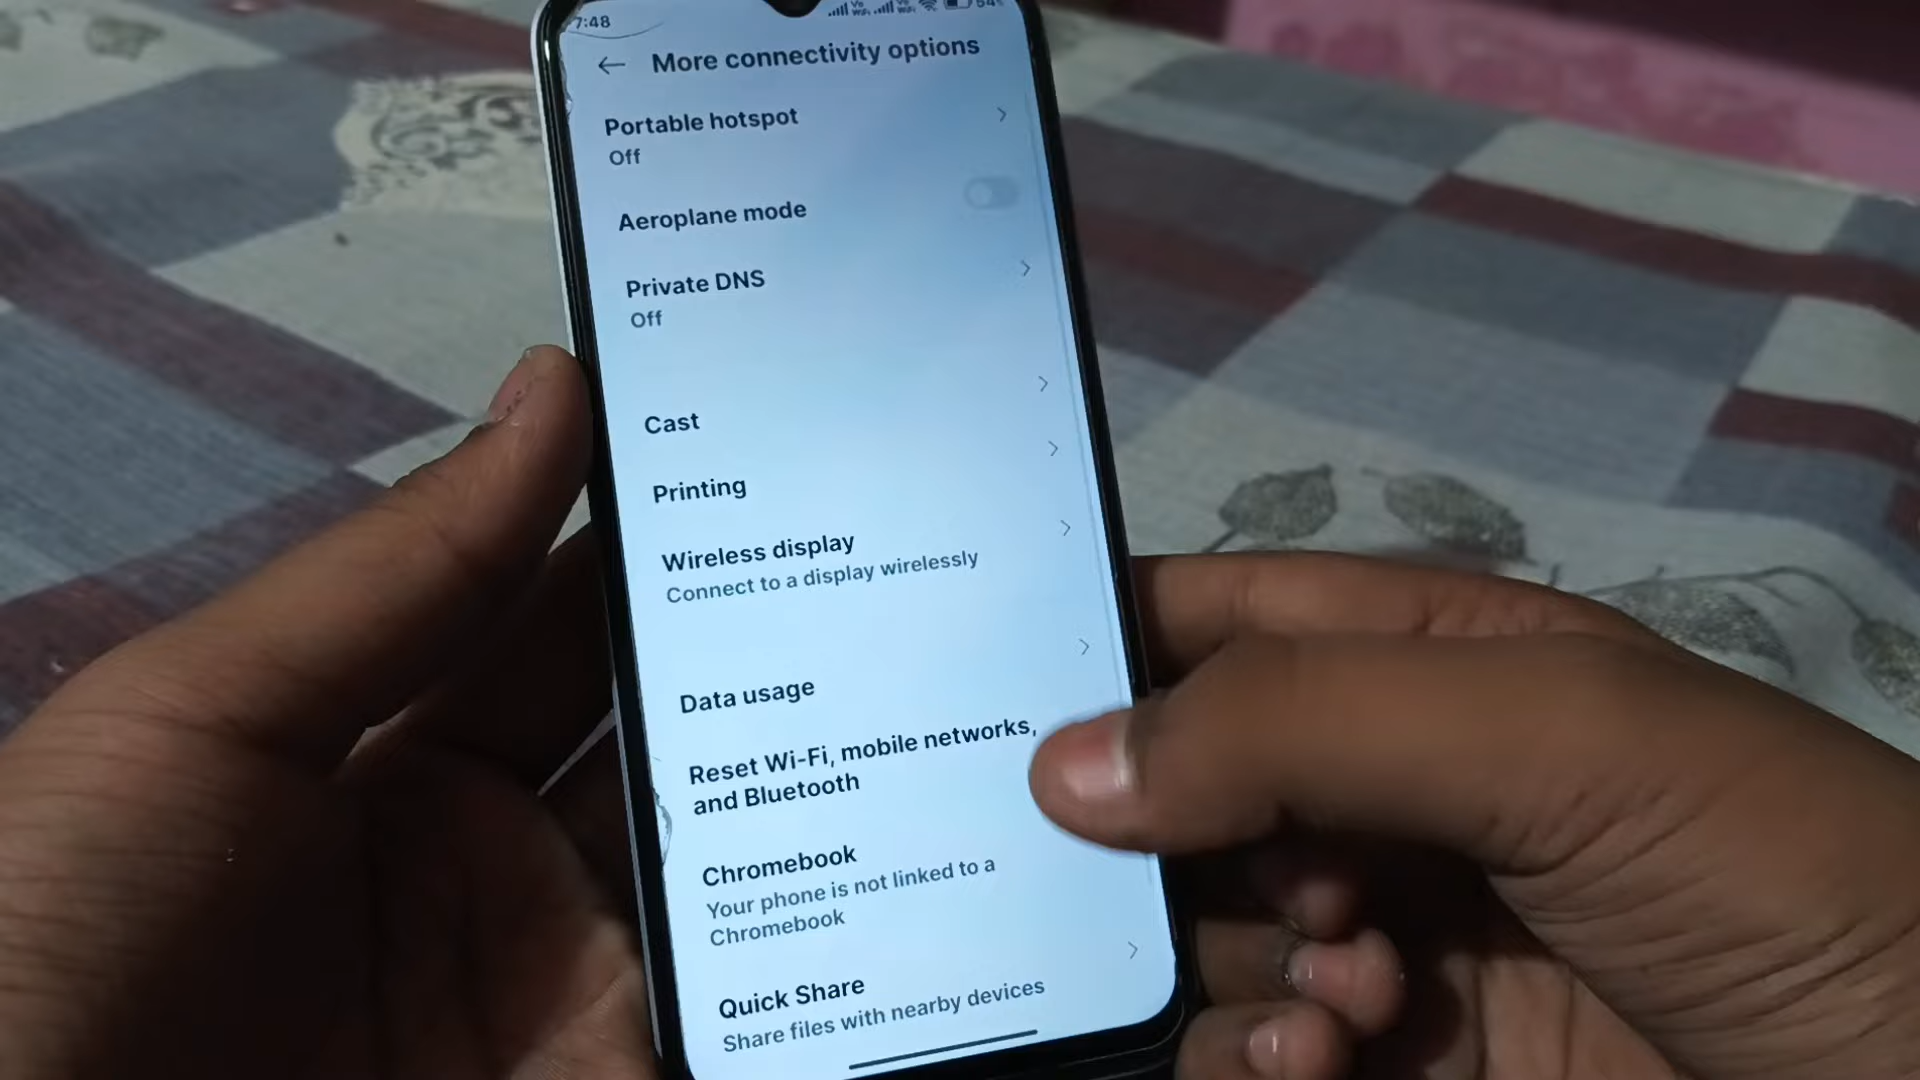 7:48
More connectivity options
Portable hotspot
Off
Aeroplane mode
Private DNS
Off
Cast
Printing
Wireless display
Connect to a display wirelessly
Data usage
Reset Wi-Fi, mobile networks,
and Bluetooth
Chromebook
Your phone is not linked to a
Chromebook
Quick Share
Share files with nearby devices